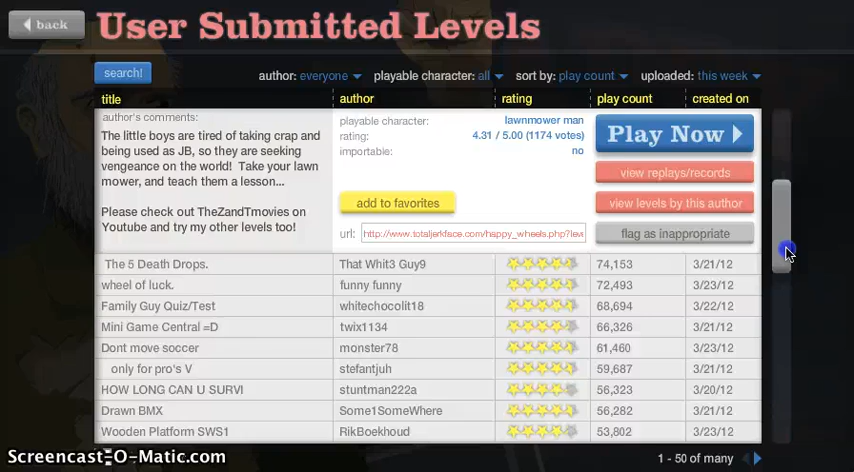 back
User Submitted Levels
search!
author: everyone playable character: all sort by: play count uploaded: this week
title author rating play count created on
author's comments:
The little boys are tired of taking crap and
being used as JB, so they are seeking
vengeance on the world! Take your lawn
mower, and teach them a lesson...
Please check out TheZandTmovies on
Youtube and try my other levels too!
playable character: lawnmower man
rating: 4.31 / 5.00 (1174 votes)
importable: no
add to favorites
url: http://www.totaljerkface.com/happy_wheels.php?leve
Play Now
view replays/records
view levels by this author
flag as inappropriate
The 5 Death Drops. That Whit3 Guy9 74,153 3/21/12
wheel of luck. funny funny 72,493 3/23/12
Family Guy Quiz/Test whitechocolit18 68,694 3/22/12
Mini Game Central =D twix1134 66,326 3/21/12
Dont move soccer monster78 61,460 3/23/12
only for pro's V stefantjuh 59,687 3/21/12
HOW LONG CAN U SURVI stuntman222a 56,323 3/20/12
Drawn BMX Some1SomeWhere 56,282 3/21/12
Wooden Platform SWS1 RikBoekhoud 53,802 3/23/12
Screencast-O-Matic.com
1 - 50 of many